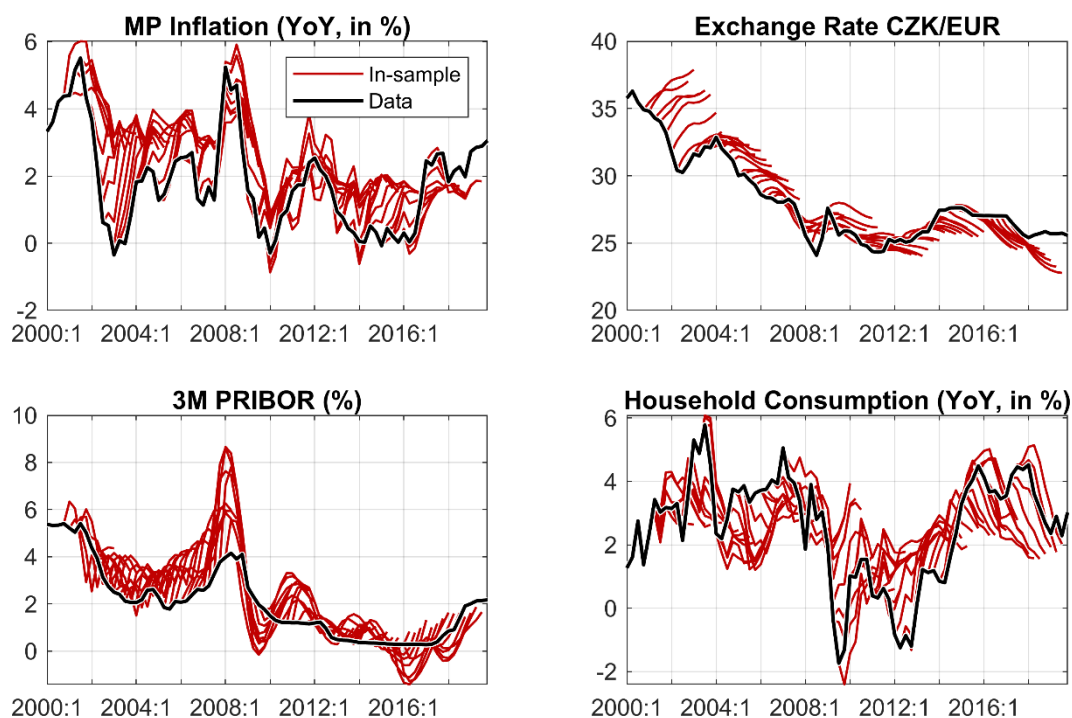 MP Inflation (YoY, in %)
6
4
2
0
-2
2000:1 2004:1 2008:1 2012:1 2016:1
In-sample
Data
Exchange Rate CZK/EUR
40
35
30
25
20
2000:1 2004:1 2008:1 2012:1 2016:1
3M PRIBOR (%)
10
8
6
4
2
0
2000:1 2004:1 2008:1 2012:1 2016:1
Household Consumption (YoY, in %)
6
4
2
0
-2
2000:1 2004:1 2008:1 2012:1 2016:1